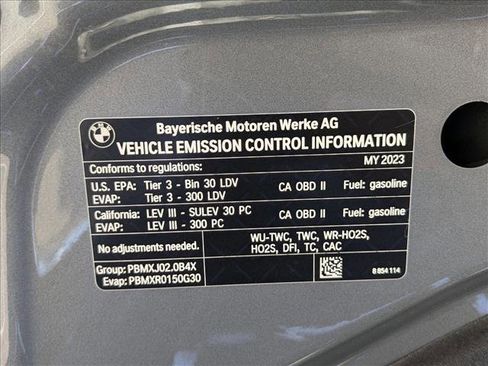 BMW
Bayerische Motoren Werke AG
VEHICLE EMISSION CONTROL INFORMATION
Conforms to regulations: MY 2023
U.S. EPA: Tier 3 - Bin 30 LDV CA OBD II Fuel: gasoline
EVAP: Tier 3 - 300 LDV
California: LEV III - SULEV 30 PC CA OBD II Fuel: gasoline
EVAP: LEV III - 300 PC
No adjustments needed. WU-TWC, TWC, WR-HO2S,
HO2S, DFI, TC, CAC
Group: PBMXJ02.0B4X
Evap: PBMXR0150G30 8 854 114